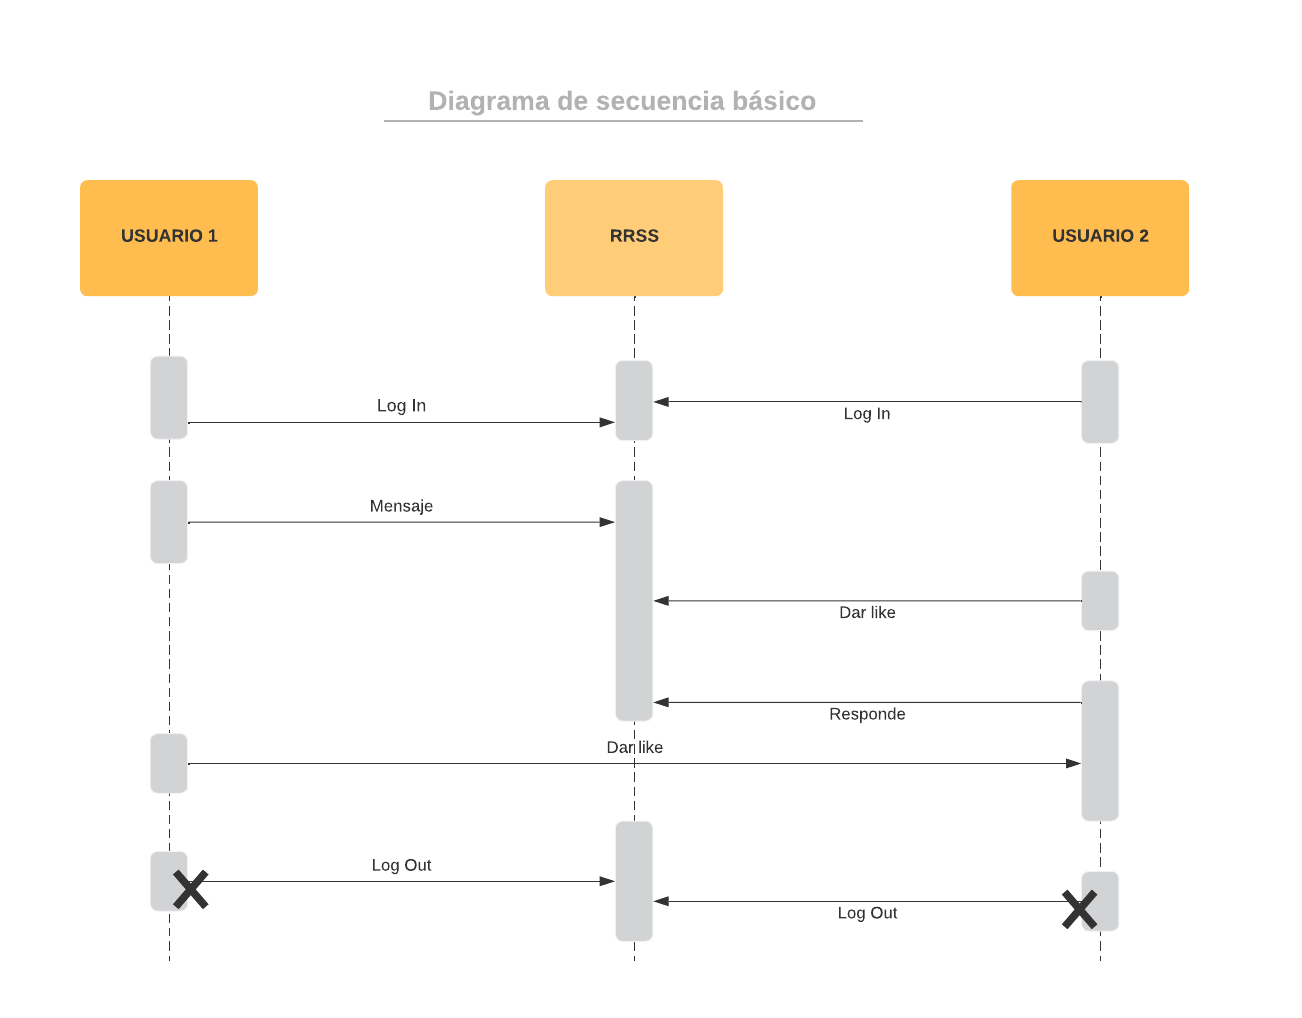 Diagrama de secuencia básico
USUARIO 1
RRSS
USUARIO 2
Log In
Log In
Mensaje
Dar like
Responde
Dar like
Log Out
Log Out